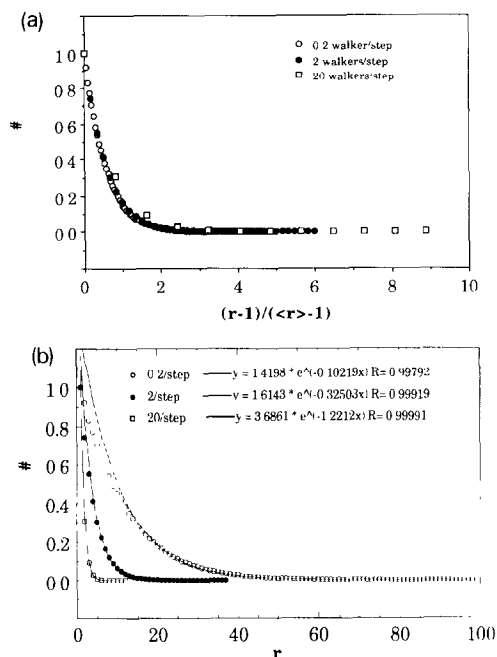 (a)
0 2 walker/step
2 walkers/step
20 walkers/step
1 0
0 8
0 6
0 4
0 2
0 0
#
0 2 4 6 8 10
(r-1)/(<r>-1)
(b)
0 2/step y = 1 4198 * e^(-0 10219x) R= 0 99792
2/step y = 1 6143 * e^(-0 32503x) R= 0 99919
20/step y = 3 6861 * e^(-1 2212x) R= 0 99991
1 0
0 8
0 6
0.4
0.2
0 0
#
0 20 40 60 80 100
r